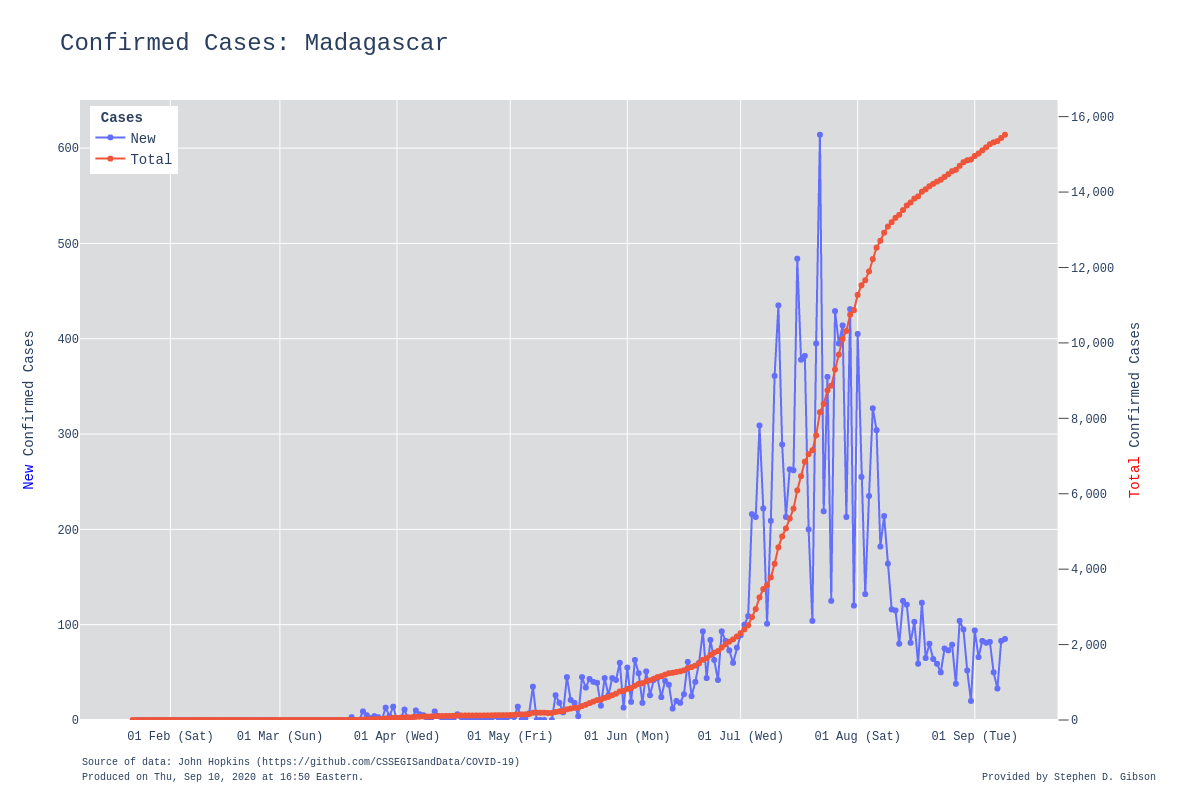 Confirmed Cases: Madagascar
Cases
New
Total
600
500
400
300
200
100
0
16,000
14,000
12,000
10,000
8,000
6,000
4,000
2,000
0
New Confirmed Cases
Total Confirmed Cases
01 Feb (Sat)
01 Mar (Sun)
01 Apr (Wed)
01 May (Fri)
01 Jun (Mon)
01 Jul (Wed)
01 Aug (Sat)
01 Sep (Tue)
Source of data: John Hopkins (https://github.com/CSSEGISandData/COVID-19)
Produced on Thu, Sep 10, 2020 at 16:50 Eastern.
Provided by Stephen D. Gibson